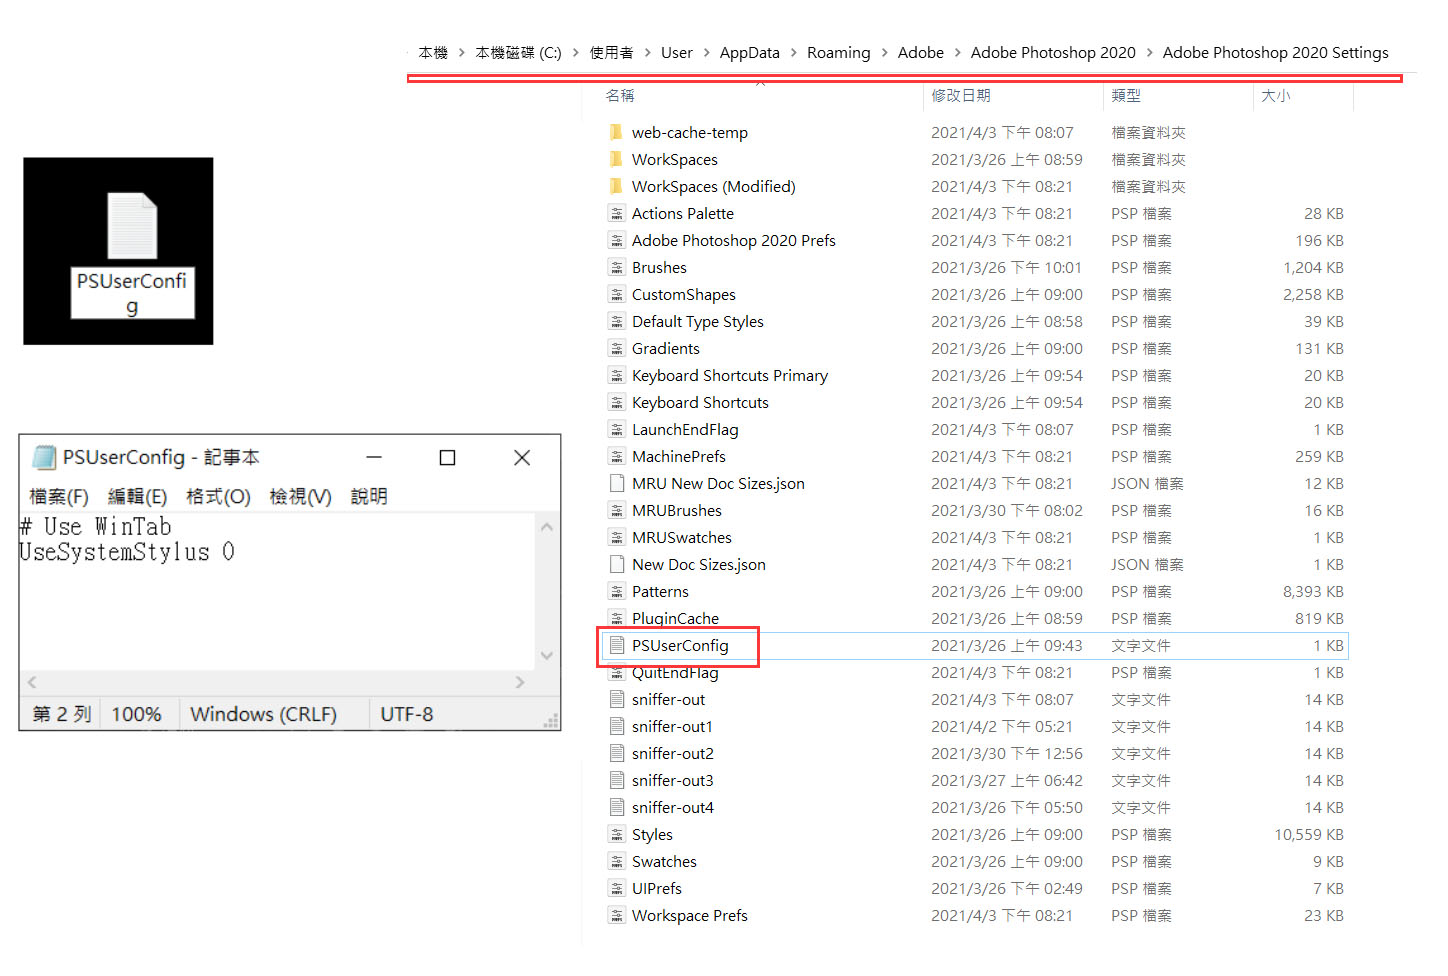 本機 > 本機磁碟 (C:) > 使用者 > User > AppData > Roaming > Adobe > Adobe Photoshop 2020 > Adobe Photoshop 2020 Settings
名稱 修改日期 類型 大小
web-cache-temp 2021/4/3 下午 08:07 檔案資料夾
WorkSpaces 2021/3/26 上午 08:59 檔案資料夾
WorkSpaces (Modified) 2021/4/3 下午 08:21 檔案資料夾
Actions Palette 2021/4/3 下午 08:21 PSP 檔案 28 KB
Adobe Photoshop 2020 Prefs 2021/4/3 下午 08:21 PSP 檔案 196 KB
Brushes 2021/3/26 下午 10:01 PSP 檔案 1,204 KB
CustomShapes 2021/3/26 上午 09:00 PSP 檔案 2,258 KB
Default Type Styles 2021/3/26 上午 08:58 PSP 檔案 39 KB
Gradients 2021/3/26 上午 09:00 PSP 檔案 131 KB
Keyboard Shortcuts Primary 2021/3/26 上午 09:54 PSP 檔案 20 KB
Keyboard Shortcuts 2021/3/26 上午 09:54 PSP 檔案 20 KB
LaunchEndFlag 2021/4/3 下午 08:07 PSP 檔案 1 KB
MachinePrefs 2021/4/3 下午 08:21 PSP 檔案 259 KB
MRU New Doc Sizes.json 2021/4/3 下午 08:21 JSON 檔案 12 KB
MRUBrushes 2021/3/30 下午 08:02 PSP 檔案 16 KB
MRUSwatches 2021/4/3 下午 08:21 PSP 檔案 1 KB
New Doc Sizes.json 2021/4/3 下午 08:21 JSON 檔案 1 KB
Patterns 2021/3/26 上午 09:00 PSP 檔案 8,393 KB
PluginCache 2021/3/26 上午 08:59 PSP 檔案 819 KB
PSUserConfig 2021/3/26 上午 09:43 文字文件 1 KB
QuitEndFlag 2021/4/3 下午 08:21 PSP 檔案 1 KB
sniffer-out 2021/4/3 下午 08:07 文字文件 14 KB
sniffer-out1 2021/4/2 下午 05:21 文字文件 14 KB
sniffer-out2 2021/3/30 下午 12:56 文字文件 14 KB
sniffer-out3 2021/3/27 上午 06:42 文字文件 14 KB
sniffer-out4 2021/3/26 下午 05:50 文字文件 14 KB
Styles 2021/3/26 上午 09:00 PSP 檔案 10,559 KB
Swatches 2021/3/26 上午 09:00 PSP 檔案 9 KB
UIPrefs 2021/3/26 下午 02:49 PSP 檔案 7 KB
Workspace Prefs 2021/4/3 下午 08:21 PSP 檔案 23 KB
PSUserConfi
g
PSUserConfig - 記事本
檔案(F) 編輯(E) 格式(O) 檢視(V) 說明
# Use WinTab
UseSystemStylus 0
第 2 列 100% Windows (CRLF) UTF-8